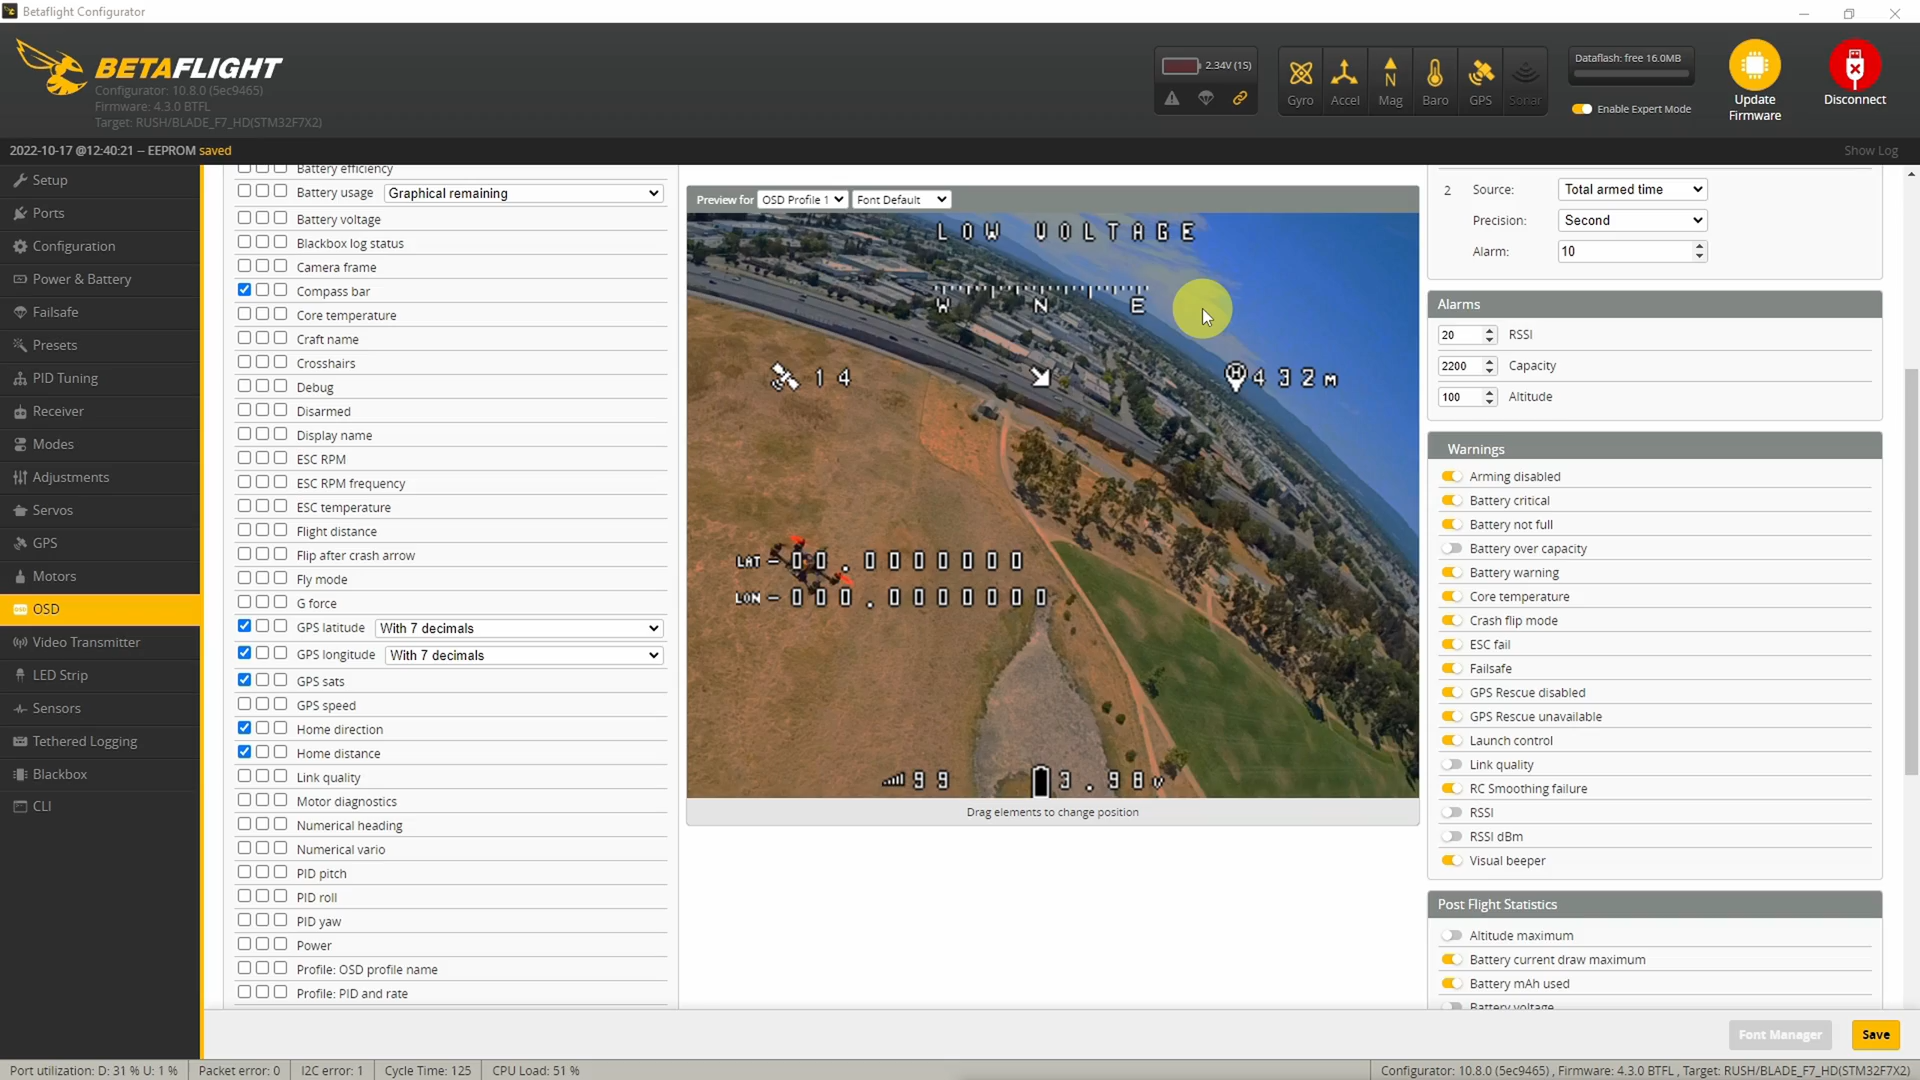 Betaflight Configurator
BETAFLIGHT
Configurator: 10.8.0 (5ec9465)
Firmware: 4.3.0 BTFL
Target: RUSH/BLADE_F7_HD(STM32F7X2)
2.34V (1S)
Gyro
Accel
Mag
Baro
GPS
Sonar
Dataflash: free 16.0MB
Enable Expert Mode
Update
Firmware
Disconnect
2022-10-17 @12:40:21 -- EEPROM saved
Show Log
Setup
Ports
Configuration
Power & Battery
Failsafe
Presets
PID Tuning
Receiver
Modes
Adjustments
Servos
GPS
Motors
OSD
Video Transmitter
LED Strip
Sensors
Tethered Logging
Blackbox
CLI
Battery efficiency
Battery usage Graphical remaining
Battery voltage
Blackbox log status
Camera frame
Compass bar
Core temperature
Craft name
Crosshairs
Debug
Disarmed
Display name
ESC RPM
ESC RPM frequency
ESC temperature
Flight distance
Flip after crash arrow
Fly mode
G force
GPS latitude With 7 decimals
GPS longitude With 7 decimals
GPS sats
GPS speed
Home direction
Home distance
Link quality
Motor diagnostics
Numerical heading
Numerical vario
PID pitch
PID roll
PID yaw
Power
Profile: OSD profile name
Profile: PID and rate
Preview for OSD Profile 1 Font Default
LOW VOLTAGE
W N E
14
H 432M
LAT -00.0000000
LON -000.0000000
99
3.98V
Drag elements to change position
2 Source: Total armed time
Precision: Second
Alarm: 10
Alarms
20 RSSI
2200 Capacity
100 Altitude
Warnings
Arming disabled
Battery critical
Battery not full
Battery over capacity
Battery warning
Core temperature
Crash flip mode
ESC fail
Failsafe
GPS Rescue disabled
GPS Rescue unavailable
Launch control
Link quality
RC Smoothing failure
RSSI
RSSI dBm
Visual beeper
Post Flight Statistics
Altitude maximum
Battery current draw maximum
Battery mAh used
Battery voltage
Font Manager
Save
Port utilization: D: 31 % U: 1 %
Packet error: 0
I2C error: 1
Cycle Time: 125
CPU Load: 51 %
Configurator: 10.8.0 (5ec9465) , Firmware: 4.3.0 BTFL , Target: RUSH/BLADE_F7_HD(STM32F7X2)